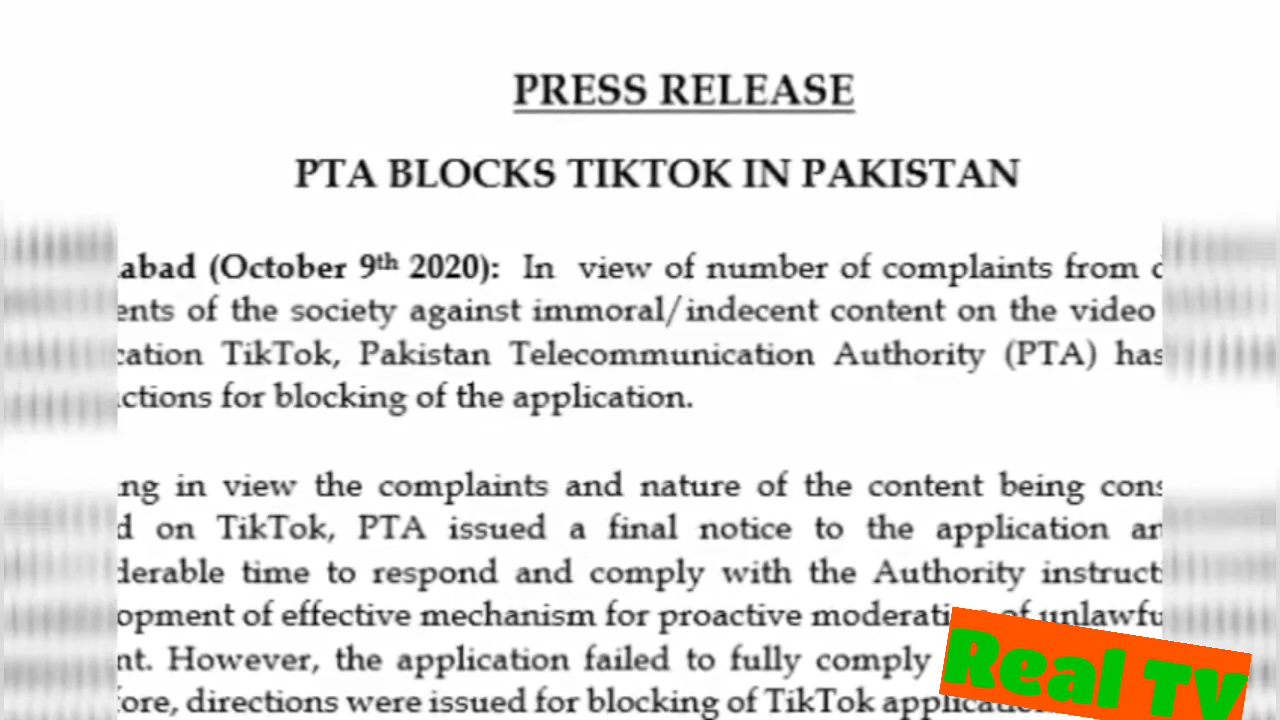 PRESS RELEASE
PTA BLOCKS TIKTOK IN PAKISTAN
abad (October 9th 2020): In view of number of complaints from
ents of the society against immoral/indecent content on the video
cation TikTok, Pakistan Telecommunication Authority (PTA) has
ctions for blocking of the application.
ng in view the complaints and nature of the content being cons
d on TikTok, PTA issued a final notice to the application an
derable time to respond and comply with the Authority instruct
opment of effective mechanism for proactive moderation of unlawfu
nt. However, the application failed to fully comply
fore, directions were issued for blocking of TikTok application
Real TV